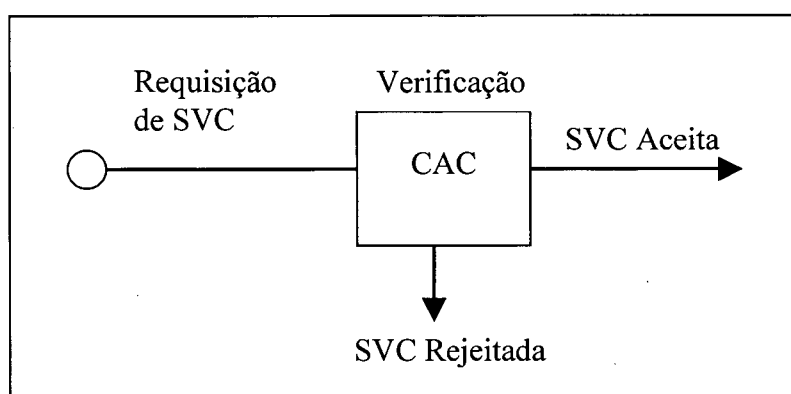 Requisição
de SVC
Verificação
CAC
SVC Aceita
SVC Rejeitada